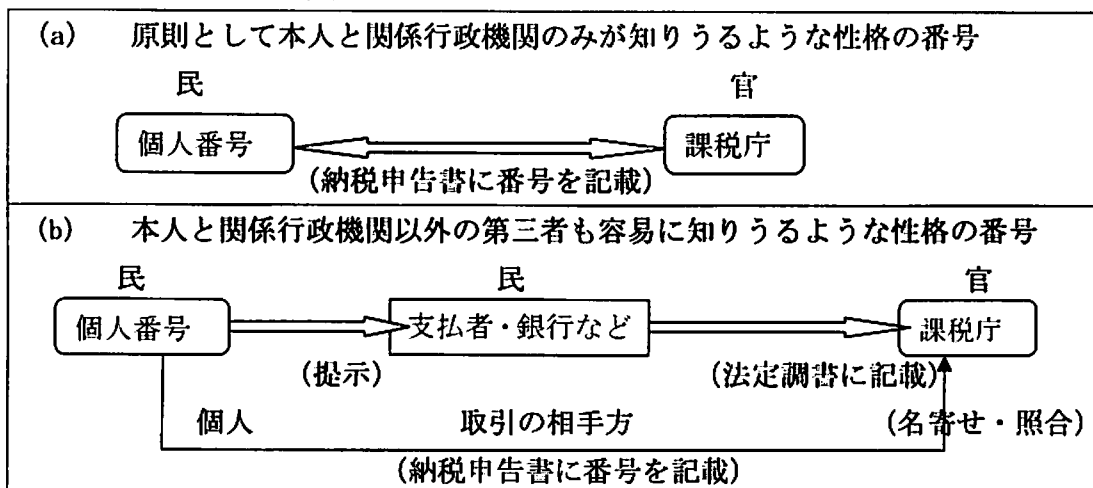 (a) 原則として本人と関係行政機関のみが知りうるような性格の番号
民 官
個人番号 課税庁
(納税申告書に番号を記載)
(b) 本人と関係行政機関以外の第三者も容易に知りうるような性格の番号
民 民 官
個人番号 支払者・銀行など 課税庁
(提示) (法定調書に記載)
個人 取引の相手方 (名寄せ・照合)
(納税申告書に番号を記載)